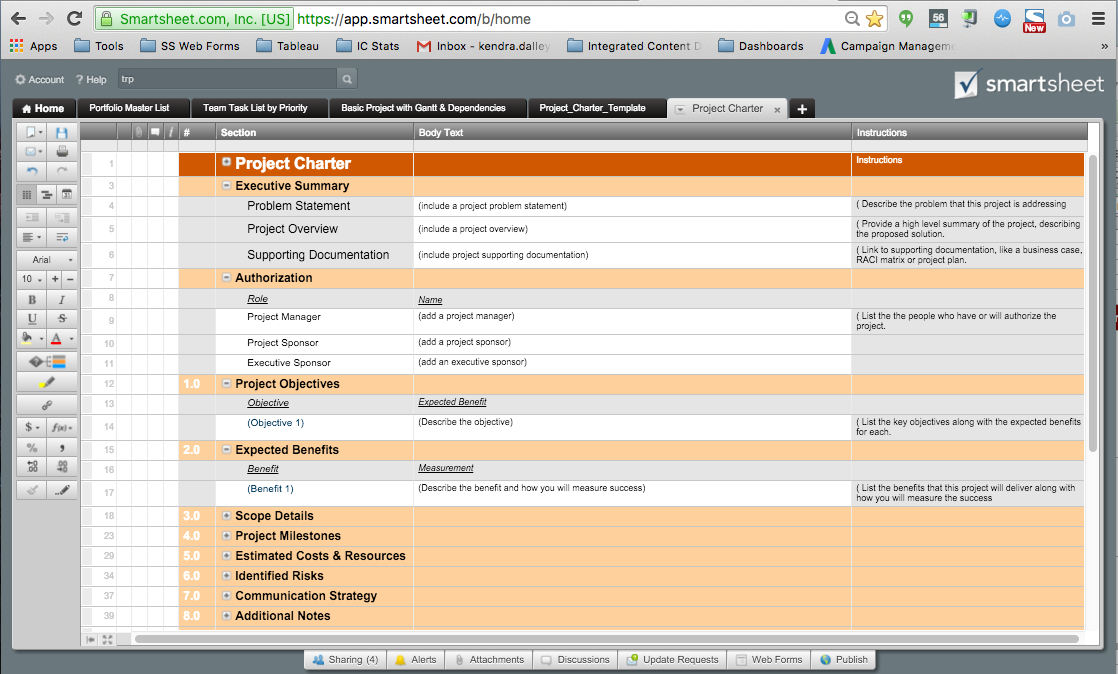 Smartsheet.com, Inc. [US] https://app.smartsheet.com/b/home
56
New
Apps Tools SS Web Forms Tableau IC Stats Inbox - kendra.dalley Integrated Content D Dashboards Campaign Managem »
Account ? Help trp
smartsheet
Home Portfolio Master List Team Task List by Priority Basic Project with Gantt & Dependencies Project_Charter_Template Project Charter x +
# Section Body Text Instructions
1 Project Charter Instructions
3 Executive Summary
4 Problem Statement (include a project problem statement) ( Describe the problem that this project is addressing
5 Project Overview (include a project overview) ( Provide a high level summary of the project, describing
the proposed solution.
6 Supporting Documentation (include project supporting documentation) ( Link to supporting documentation, like a business case,
RACI matrix or project plan.
7 Authorization
8 Role Name
9 Project Manager (add a project manager) ( List the the people who have or will authorize the
project.
10 Project Sponsor (add a project sponsor)
11 Executive Sponsor (add an executive sponsor)
12 1.0 Project Objectives
13 Objective Expected Benefit
14 (Objective 1) (Describe the objective) ( List the key objectives along with the expected benefits
for each.
15 2.0 Expected Benefits
16 Benefit Measurement
17 (Benefit 1) (Describe the benefit and how you will measure success) ( List the benefits that this project will deliver along with
how you will measure the success
18 3.0 Scope Details
23 4.0 Project Milestones
29 5.0 Estimated Costs & Resources
34 6.0 Identified Risks
37 7.0 Communication Strategy
39 8.0 Additional Notes
Arial
10 + −
B I
U S
A
$ f(x)
% ,
Sharing (4) Alerts Attachments Discussions Update Requests Web Forms Publish